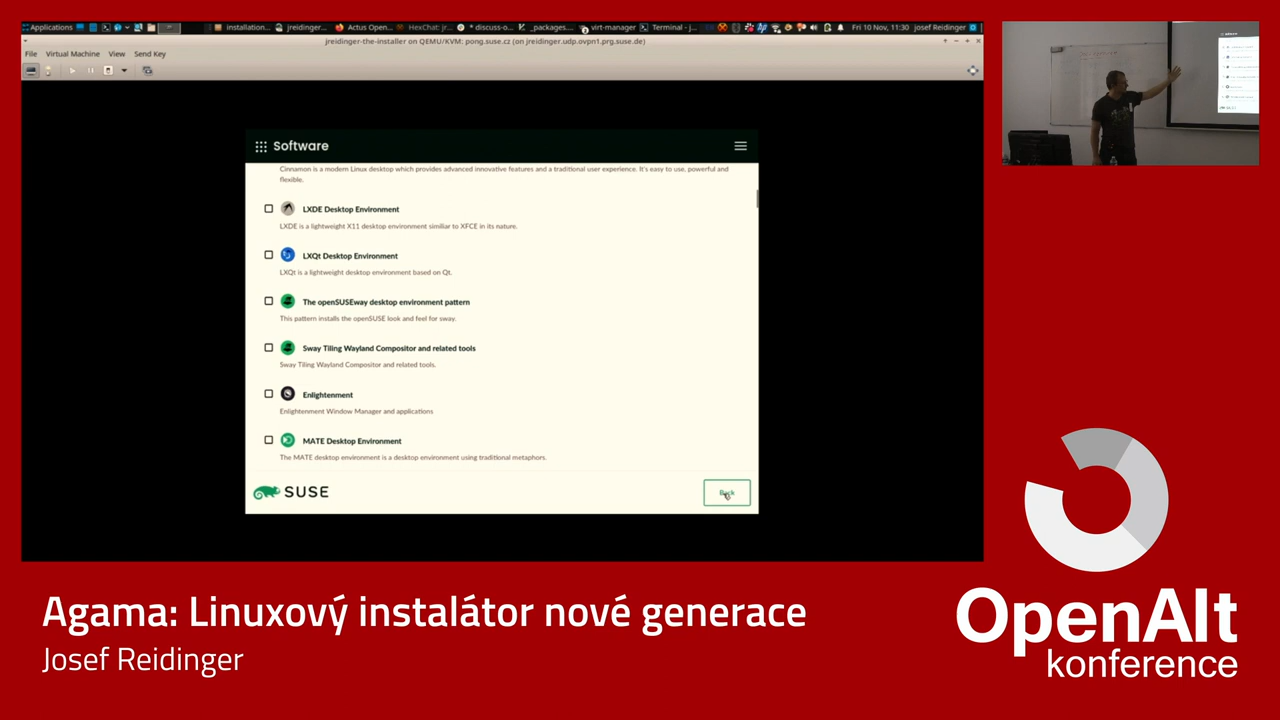 Applications
installation...
jreidinger...
Actus Open...
HexChat: jr...
* discuss-o...
_packages...
virt-manager
Terminal - j...
Fri 10 Nov, 11:30
Josef Reidinger
jreidinger-the-installer on QEMU/KVM: pong.suse.cz (on jreidinger.udp.ovpn1.prg.suse.de)
File Virtual Machine View Send Key
Software
Cinnamon is a modern Linux desktop which provides advanced innovative features and a traditional user experience. It's easy to use, powerful and
flexible.
LXDE Desktop Environment
LXDE is a lightweight X11 desktop environment similiar to XFCE in its nature.
LXQt Desktop Environment
LXQt is a lightweight desktop environment based on Qt.
The openSUSEway desktop environment pattern
This pattern installs the openSUSE look and feel for sway.
Sway Tiling Wayland Compositor and related tools
Sway Tiling Wayland Compositor and related tools.
Enlightenment
Enlightenment Window Manager and applications
MATE Desktop Environment
The MATE desktop environment is a desktop environment using traditional metaphors.
SUSE
Back
Agama: Linuxový instalátor nové generace
Josef Reidinger
OpenAlt
konference